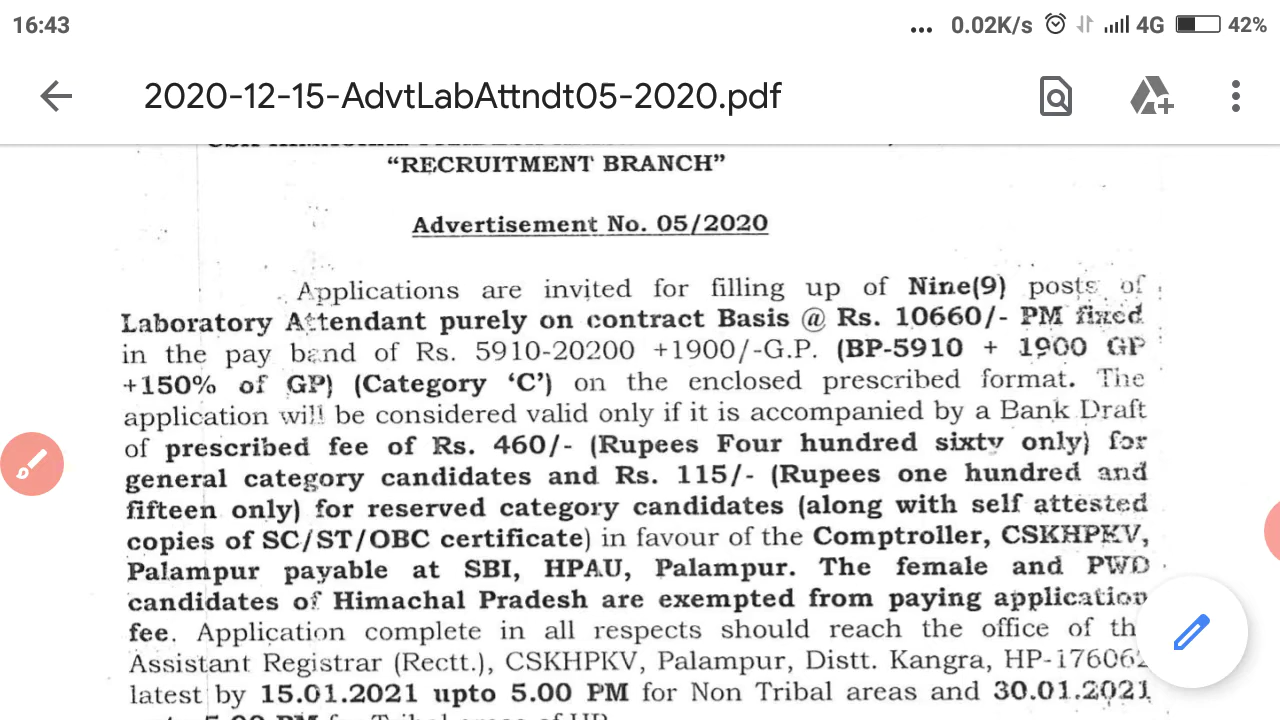 16:43 ... 0.02K/s 4G 42%
2020-12-15-AdvtLabAttndt05-2020.pdf
“RECRUITMENT BRANCH”
Advertisement No. 05/2020
Applications are invited for filling up of Nine(9) posts of
Laboratory Attendant purely on contract Basis @ Rs. 10660/- PM fixed
in the pay band of Rs. 5910-20200 +1900/-G.P. (BP-5910 + 1900 GP
+150% of GP) (Category ‘C’) on the enclosed prescribed format. The
application will be considered valid only if it is accompanied by a Bank Draft
of prescribed fee of Rs. 460/- (Rupees Four hundred sixty only) for
general category candidates and Rs. 115/- (Rupees one hundred and
fifteen only) for reserved category candidates (along with self attested
copies of SC/ST/OBC certificate) in favour of the Comptroller, CSKHPKV,
Palampur payable at SBI, HPAU, Palampur. The female and PWD
candidates of Himachal Pradesh are exempted from paying application
fee. Application complete in all respects should reach the office of th
Assistant Registrar (Rectt.), CSKHPKV, Palampur, Distt. Kangra, HP-176062
latest by 15.01.2021 upto 5.00 PM for Non Tribal areas and 30.01.2021